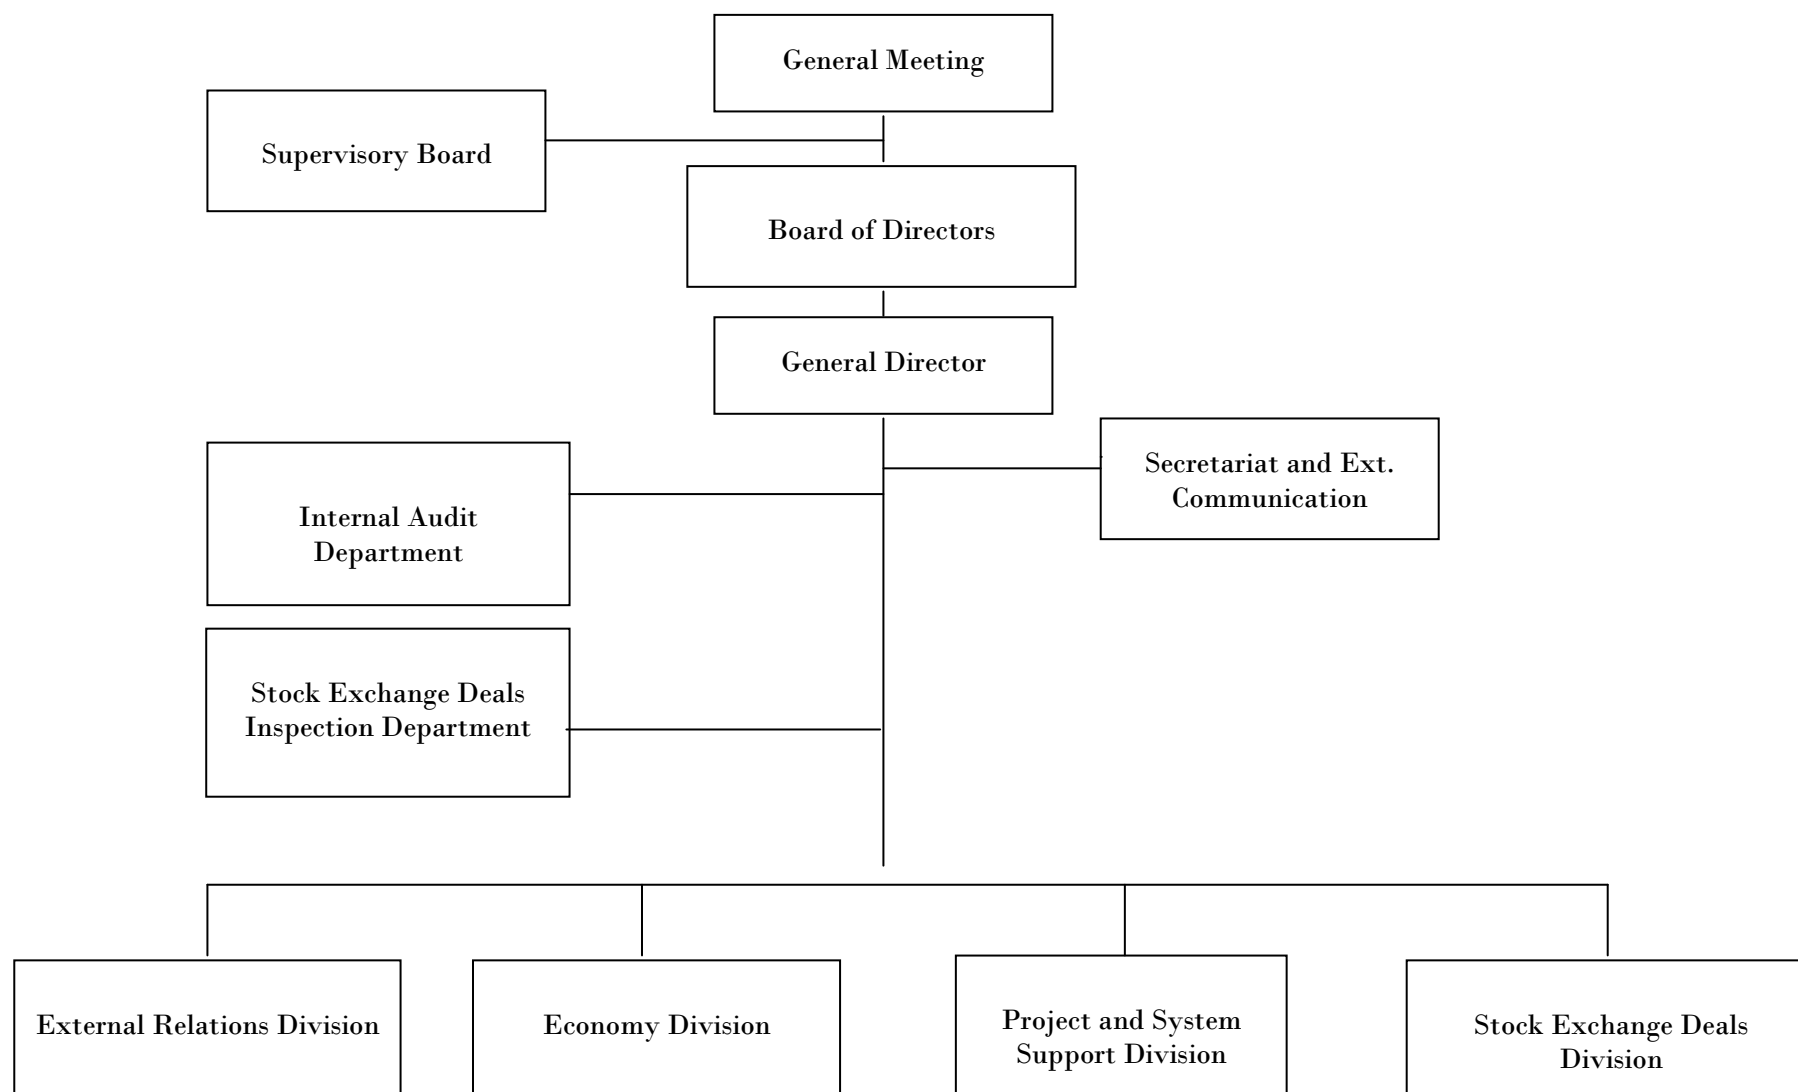 General Meeting
Supervisory Board
Board of Directors
General Director
Secretariat and Ext.
Communication
Internal Audit
Department
Stock Exchange Deals
Inspection Department
External Relations Division
Economy Division
Project and System
Support Division
Stock Exchange Deals
Division